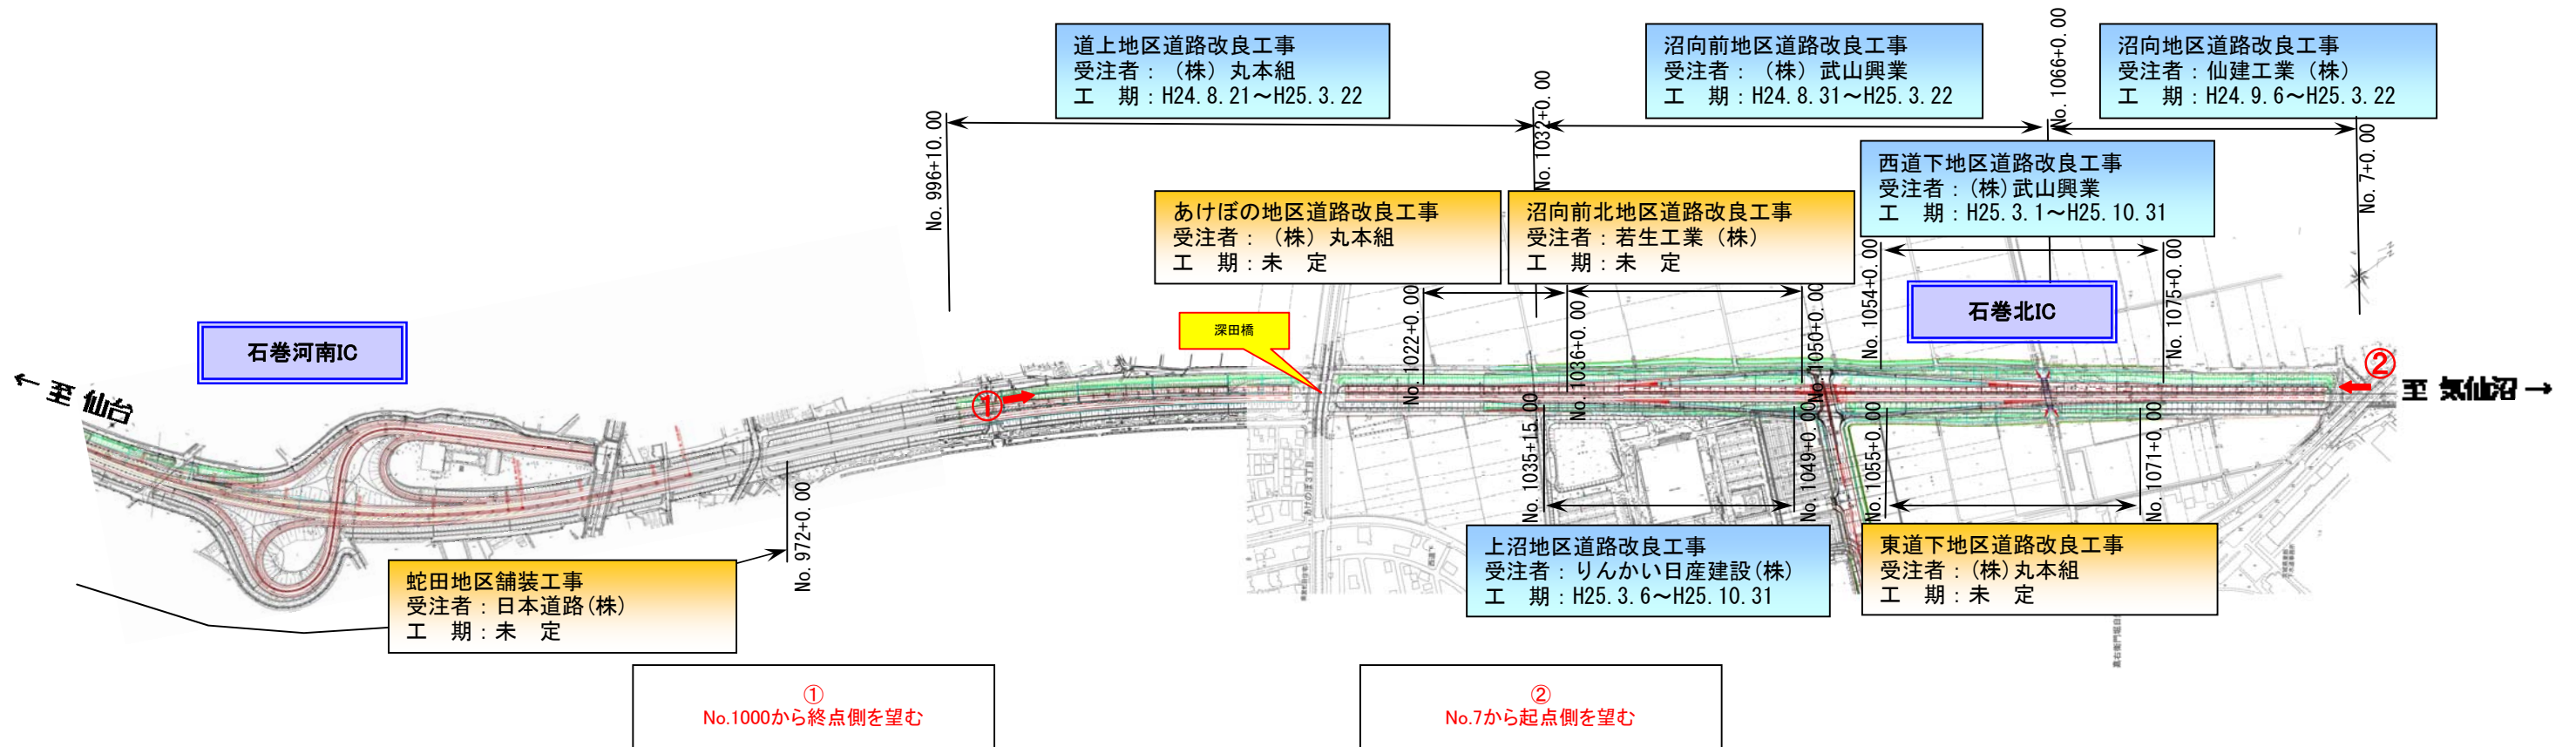 道上地区道路改良工事
受注者：（株）丸本組
工　期：H24.8.21～H25.3.22
沼向前地区道路改良工事
受注者：（株）武山興業
工　期：H24.8.31～H25.3.22
沼向地区道路改良工事
受注者：仙建工業（株）
工　期：H24.9.6～H25.3.22
No.996+10.00
No.1032+0.00
No.1066+0.00
No.7+0.00
西道下地区道路改良工事
受注者：(株)武山興業
工　期：H25.3.1～H25.10.31
あけぼの地区道路改良工事
受注者：（株）丸本組
工　期：未　定
沼向前北地区道路改良工事
受注者：若生工業（株）
工　期：未　定
No.1022+0.00
No.1036+0.00
No.1050+0.00
No.1054+0.00
No.1075+0.00
石巻河南IC
深田橋
石巻北IC
← 至 仙台
①
②
至 気仙沼 →
No.972+0.00
No.1035+15.00
No.1049+0.00
No.1055+0.00
No.1071+0.00
あけのぼ3丁目
西道下
蛇田地区舗装工事
受注者：日本道路(株)
工　期：未　定
上沼地区道路改良工事
受注者：りんかい日産建設(株)
工　期：H25.3.6～H25.10.31
東道下地区道路改良工事
受注者：(株)丸本組
工　期：未　定
①
No.1000から終点側を望む
②
No.7から起点側を望む